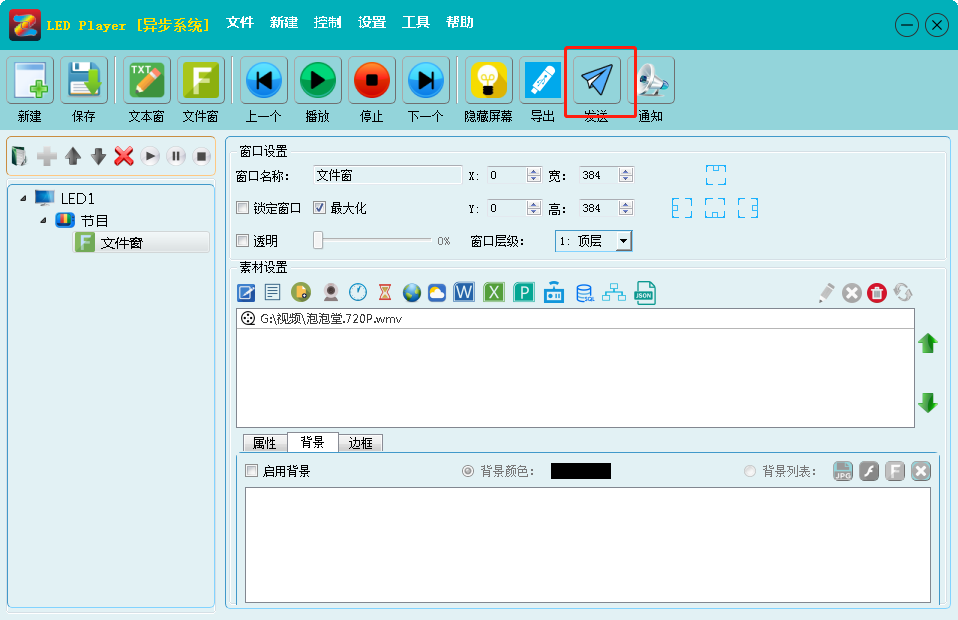 LED Player [异步系统] 文件 新建 控制 设置 工具 帮助
TXT F
新建 保存 文本窗 文件窗 上一个 播放 停止 下一个 隐藏屏幕 导出 发送 通知
LED1
节目
F 文件窗
窗口设置
窗口名称: 文件窗 X: 0 宽: 384
锁定窗口 最大化 Y: 0 高: 384
透明 0% 窗口层级: 1: 顶层
素材设置
W X P SQL JSON
G:\视频\泡泡堂.720P.wmv
属性 背景 边框
启用背景 背景颜色: 背景列表: JPG f F